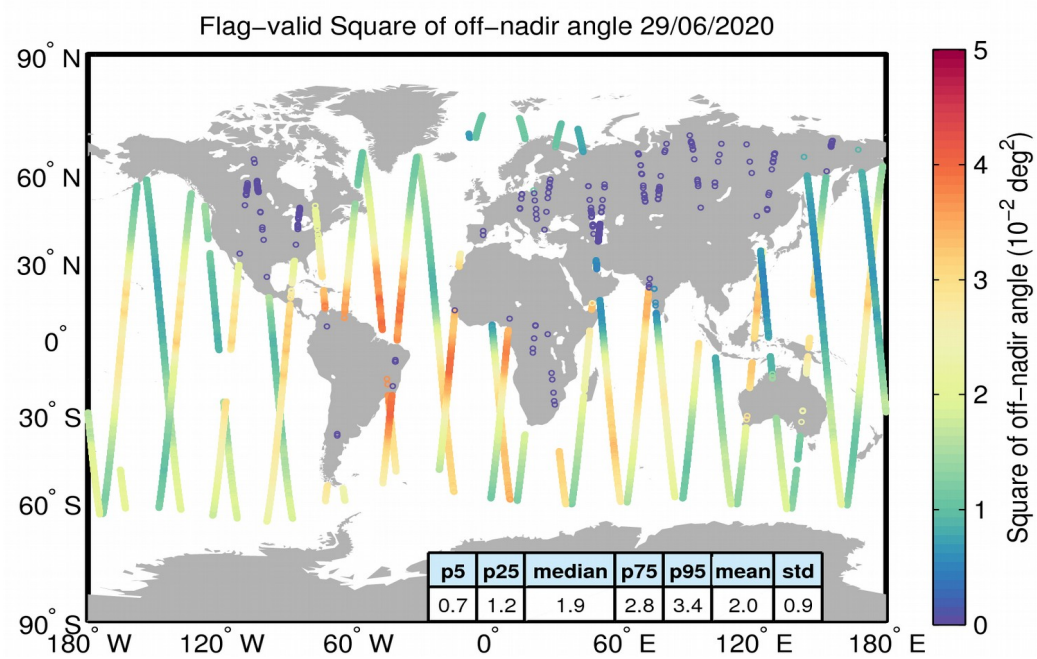 Flag−valid Square of off−nadir angle 29/06/2020
90° N
60° N
30° N
0°
30° S
60° S
90° S
180° W
120° W
60° W
0°
60° E
120° E
180° E
p5 p25 median p75 p95 mean std
0.7 1.2 1.9 2.8 3.4 2.0 0.9
5
4
3
2
1
0
Square of off−nadir angle (10⁻² deg²)